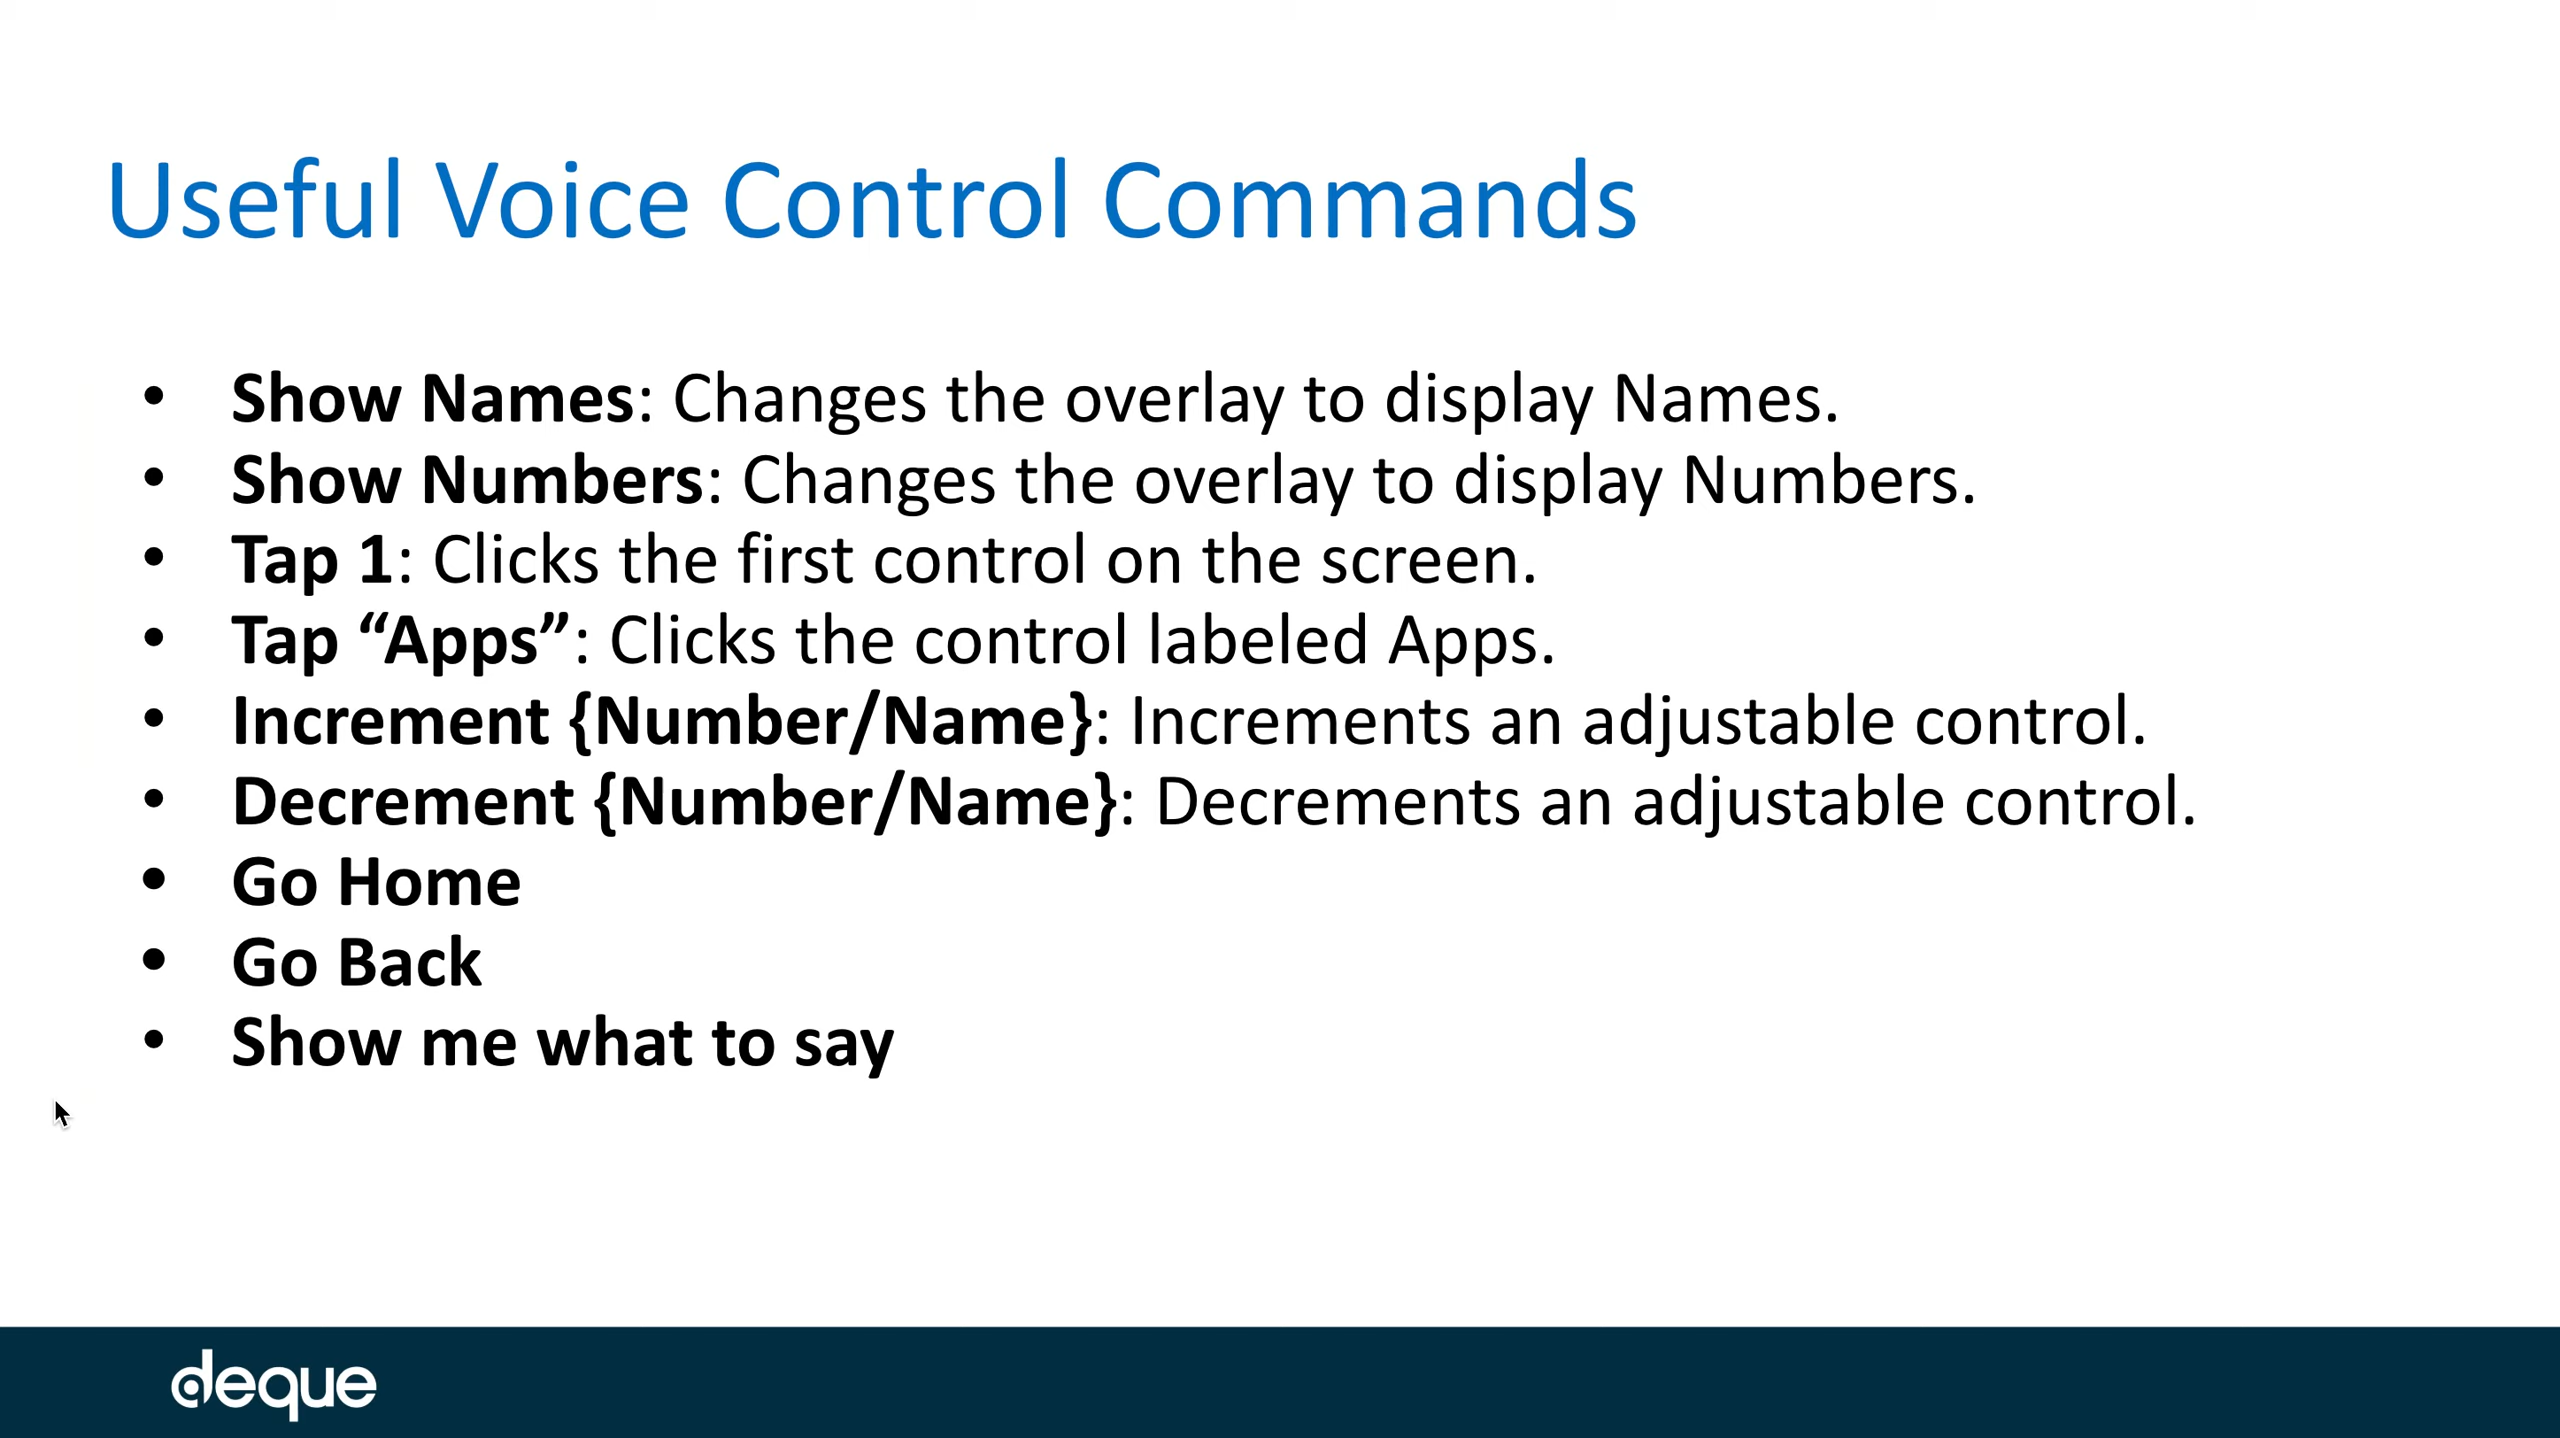 Useful Voice Control Commands
• Show Names: Changes the overlay to display Names.
• Show Numbers: Changes the overlay to display Numbers.
• Tap 1: Clicks the first control on the screen.
• Tap “Apps”: Clicks the control labeled Apps.
• Increment {Number/Name}: Increments an adjustable control.
• Decrement {Number/Name}: Decrements an adjustable control.
• Go Home
• Go Back
• Show me what to say
deque